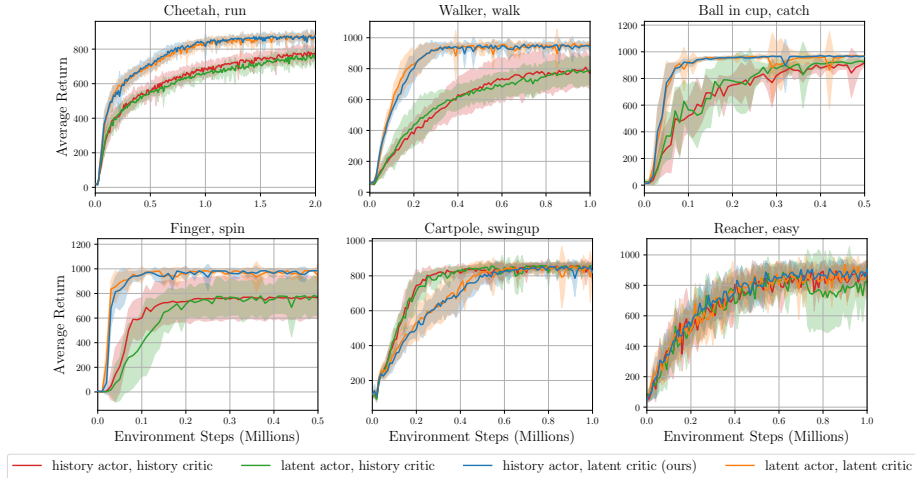 Cheetah, run
Walker, walk
Ball in cup, catch
Average Return
800
600
400
200
0
0.0 0.5 1.0 1.5 2.0
1000
800
600
400
200
0
0.0 0.2 0.4 0.6 0.8 1.0
1200
1000
800
600
400
200
0
0.0 0.1 0.2 0.3 0.4 0.5
Finger, spin
Cartpole, swingup
Reacher, easy
Average Return
1200
1000
800
600
400
200
0
0.0 0.1 0.2 0.3 0.4 0.5
Environment Steps (Millions)
1000
800
600
400
200
0.0 0.2 0.4 0.6 0.8 1.0
Environment Steps (Millions)
1000
800
600
400
200
0
0.0 0.2 0.4 0.6 0.8 1.0
Environment Steps (Millions)
history actor, history critic latent actor, history critic history actor, latent critic (ours) latent actor, latent critic